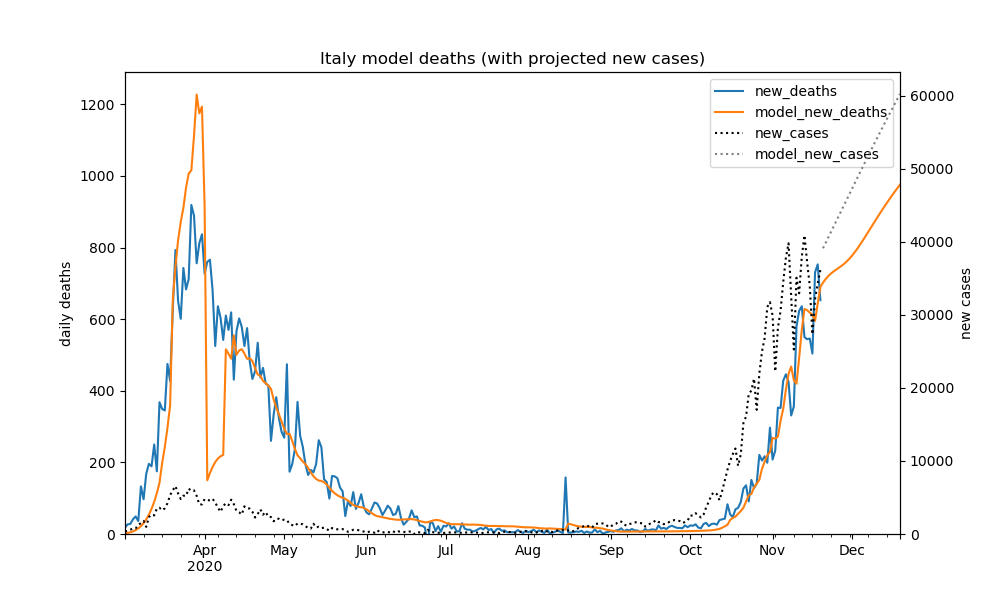 Italy model deaths (with projected new cases)
new_deaths
model_new_deaths
new_cases
model_new_cases
daily deaths
new cases
1200
1000
800
600
400
200
0
60000
50000
40000
30000
20000
10000
0
Apr
2020
May
Jun
Jul
Aug
Sep
Oct
Nov
Dec